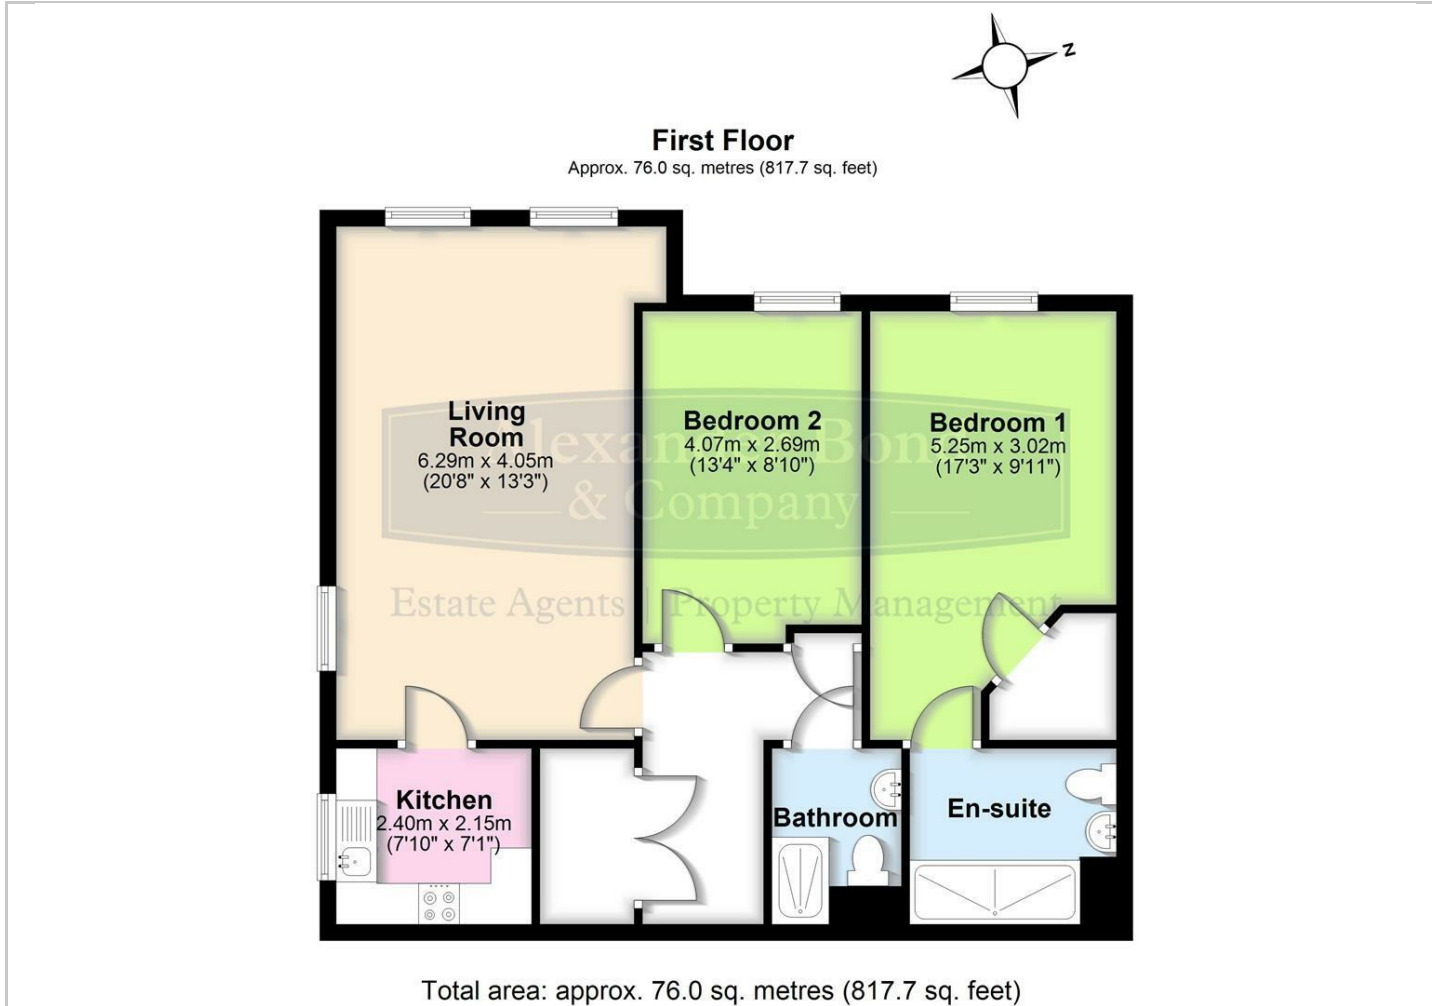 N
First Floor
Approx. 76.0 sq. metres (817.7 sq. feet)
Living
Room
6.29m x 4.05m
(20'8" x 13'3")
Bedroom 2
4.07m x 2.69m
(13'4" x 8'10")
Bedroom 1
5.25m x 3.02m
(17'3" x 9'11")
Alexander Bond
& Company
Estate Agents | Property Management
Kitchen
2.40m x 2.15m
(7'10" x 7'1")
Bathroom
En-suite
Total area: approx. 76.0 sq. metres (817.7 sq. feet)